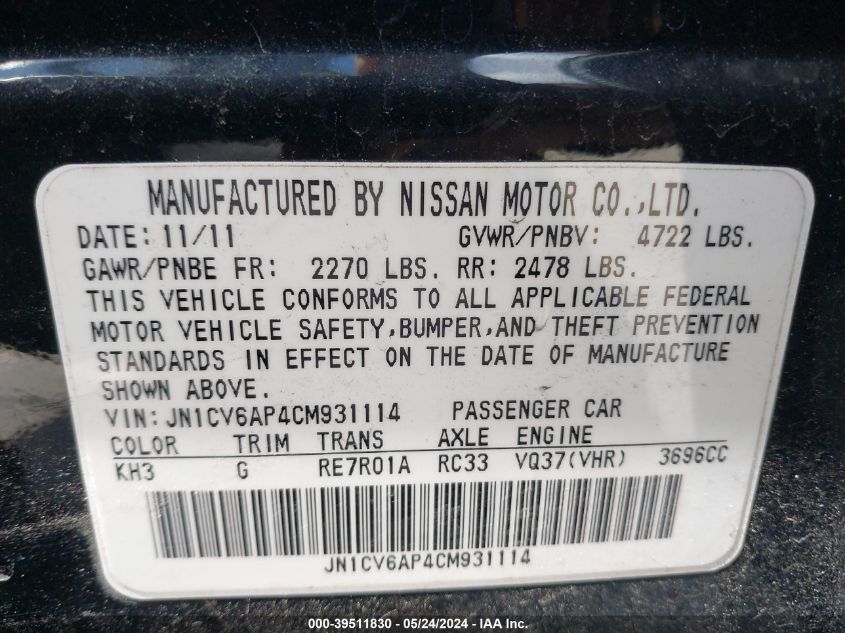 MANUFACTURED BY NISSAN MOTOR CO.,LTD.
DATE: 11/11 GVWR/PNBV: 4722 LBS.
GAWR/PNBE FR: 2270 LBS. RR: 2478 LBS.
THIS VEHICLE CONFORMS TO ALL APPLICABLE FEDERAL
MOTOR VEHICLE SAFETY,BUMPER,AND THEFT PREVENTION
STANDARDS IN EFFECT ON THE DATE OF MANUFACTURE
SHOWN ABOVE.
VIN:JN1CV6AP4CM931114 PASSENGER CAR
COLOR TRIM TRANS AXLE ENGINE
KH3 G RE7R01A RC33 VQ37(VHR) 3696CC
JN1CV6AP4CM931114
000-39511830 - 05/24/2024 - IAA, Inc.